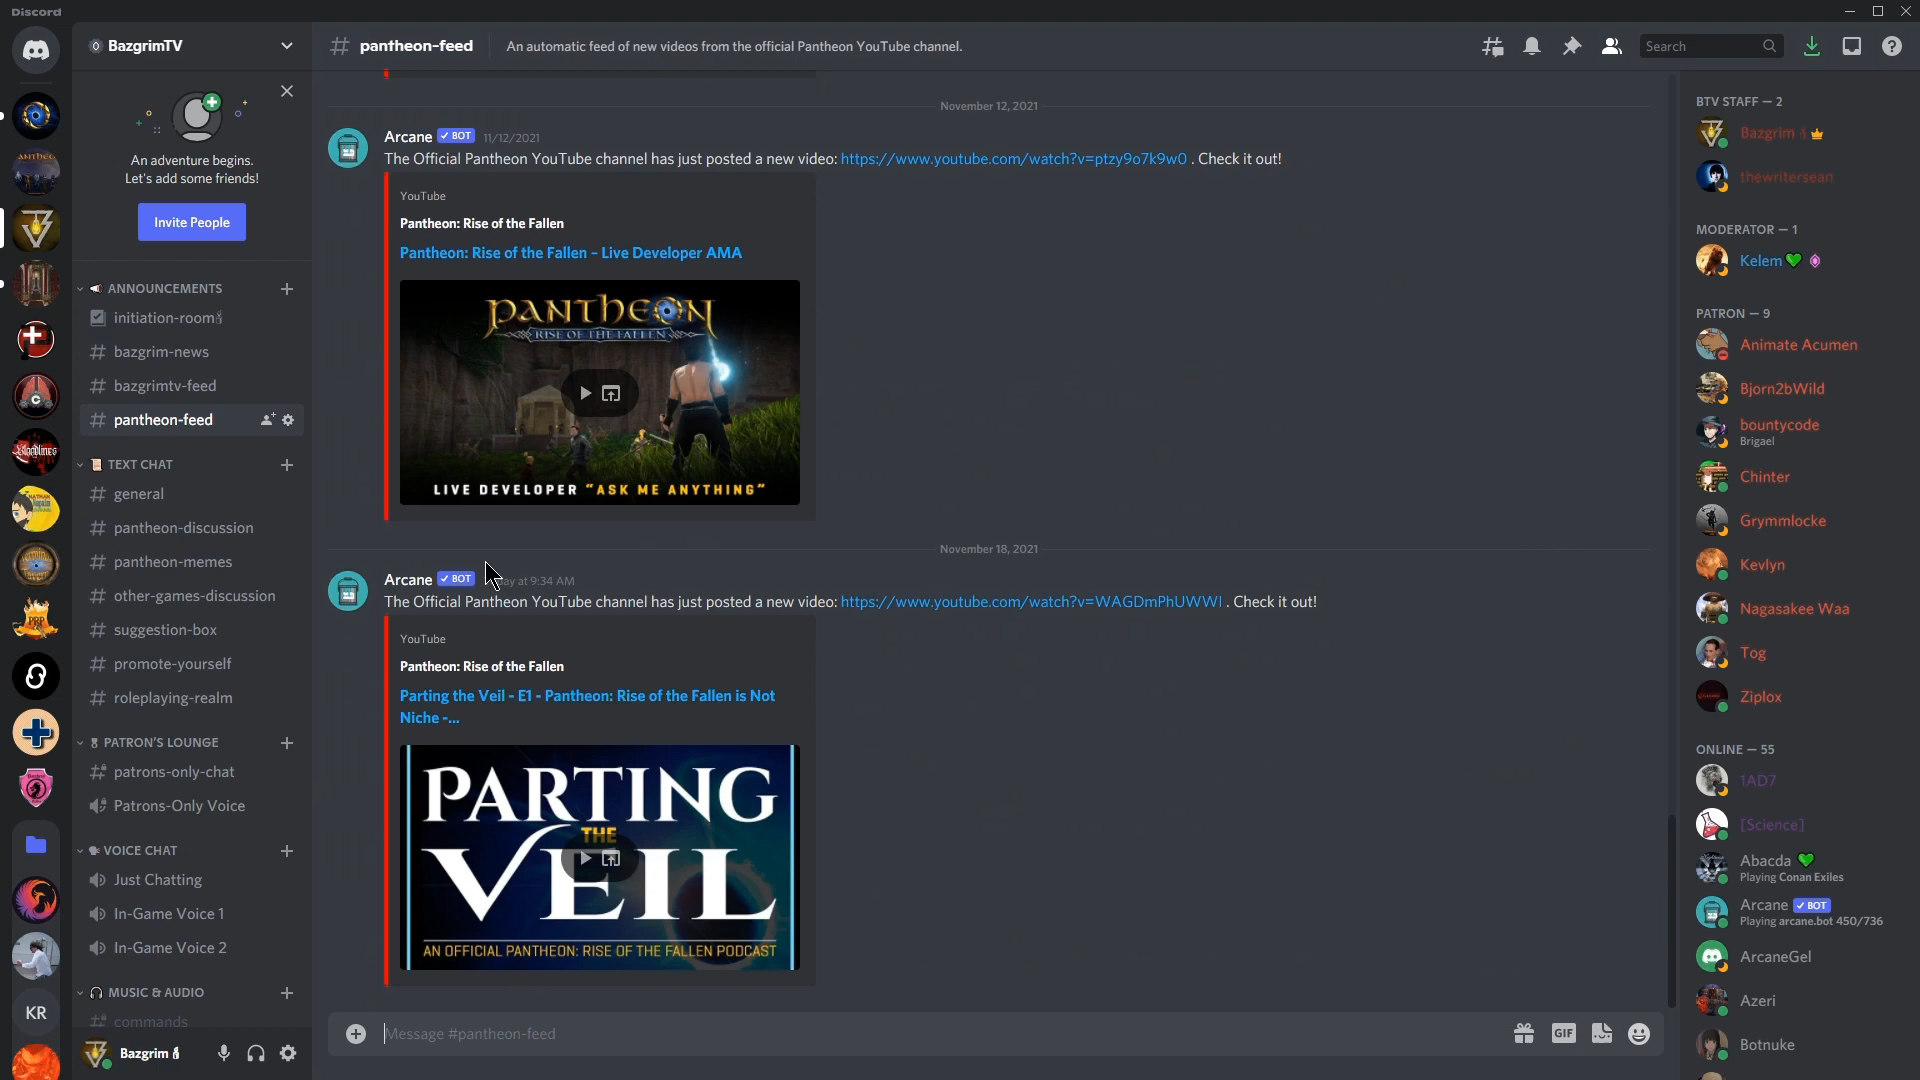 Discord
BazgrimTV
An adventure begins.
Let's add some friends!
Invite People
ANNOUNCEMENTS
initiation-room
bazgrim-news
bazgrimtv-feed
pantheon-feed
TEXT CHAT
general
pantheon-discussion
pantheon-memes
other-games-discussion
suggestion-box
promote-yourself
roleplaying-realm
PATRON'S LOUNGE
patrons-only-chat
Patrons-Only Voice
VOICE CHAT
Just Chatting
In-Game Voice 1
In-Game Voice 2
MUSIC & AUDIO
commands
Bazgrim
Bloodlines
KR
# pantheon-feed
An automatic feed of new videos from the official Pantheon YouTube channel.
Search
November 12, 2021
Arcane BOT 11/12/2021
The Official Pantheon YouTube channel has just posted a new video: https://www.youtube.com/watch?v=ptzy9o7k9w0 . Check it out!
YouTube
Pantheon: Rise of the Fallen
Pantheon: Rise of the Fallen – Live Developer AMA
PANTHEON
RISE OF THE FALLEN
LIVE DEVELOPER "ASK ME ANYTHING"
November 18, 2021
Arcane BOT at 9:34 AM
The Official Pantheon YouTube channel has just posted a new video: https://www.youtube.com/watch?v=WAGDmPhUWWI . Check it out!
YouTube
Pantheon: Rise of the Fallen
Parting the Veil - E1 - Pantheon: Rise of the Fallen is Not
Niche -...
PARTING
THE
VEIL
AN OFFICIAL PANTHEON: RISE OF THE FALLEN PODCAST
Message #pantheon-feed
GIF
BTV STAFF — 2
Bazgrim
thewritersean
MODERATOR — 1
Kelem
PATRON — 9
Animate Acumen
Bjorn2bWild
bountycode
Brigael
Chinter
Grymmlocke
Kevlyn
Nagasakee Waa
Tog
Ziplox
ONLINE — 55
1AD7
[Science]
Abacda
Playing Conan Exiles
Arcane BOT
Playing arcane.bot 450/736
ArcaneGel
Azeri
Botnuke